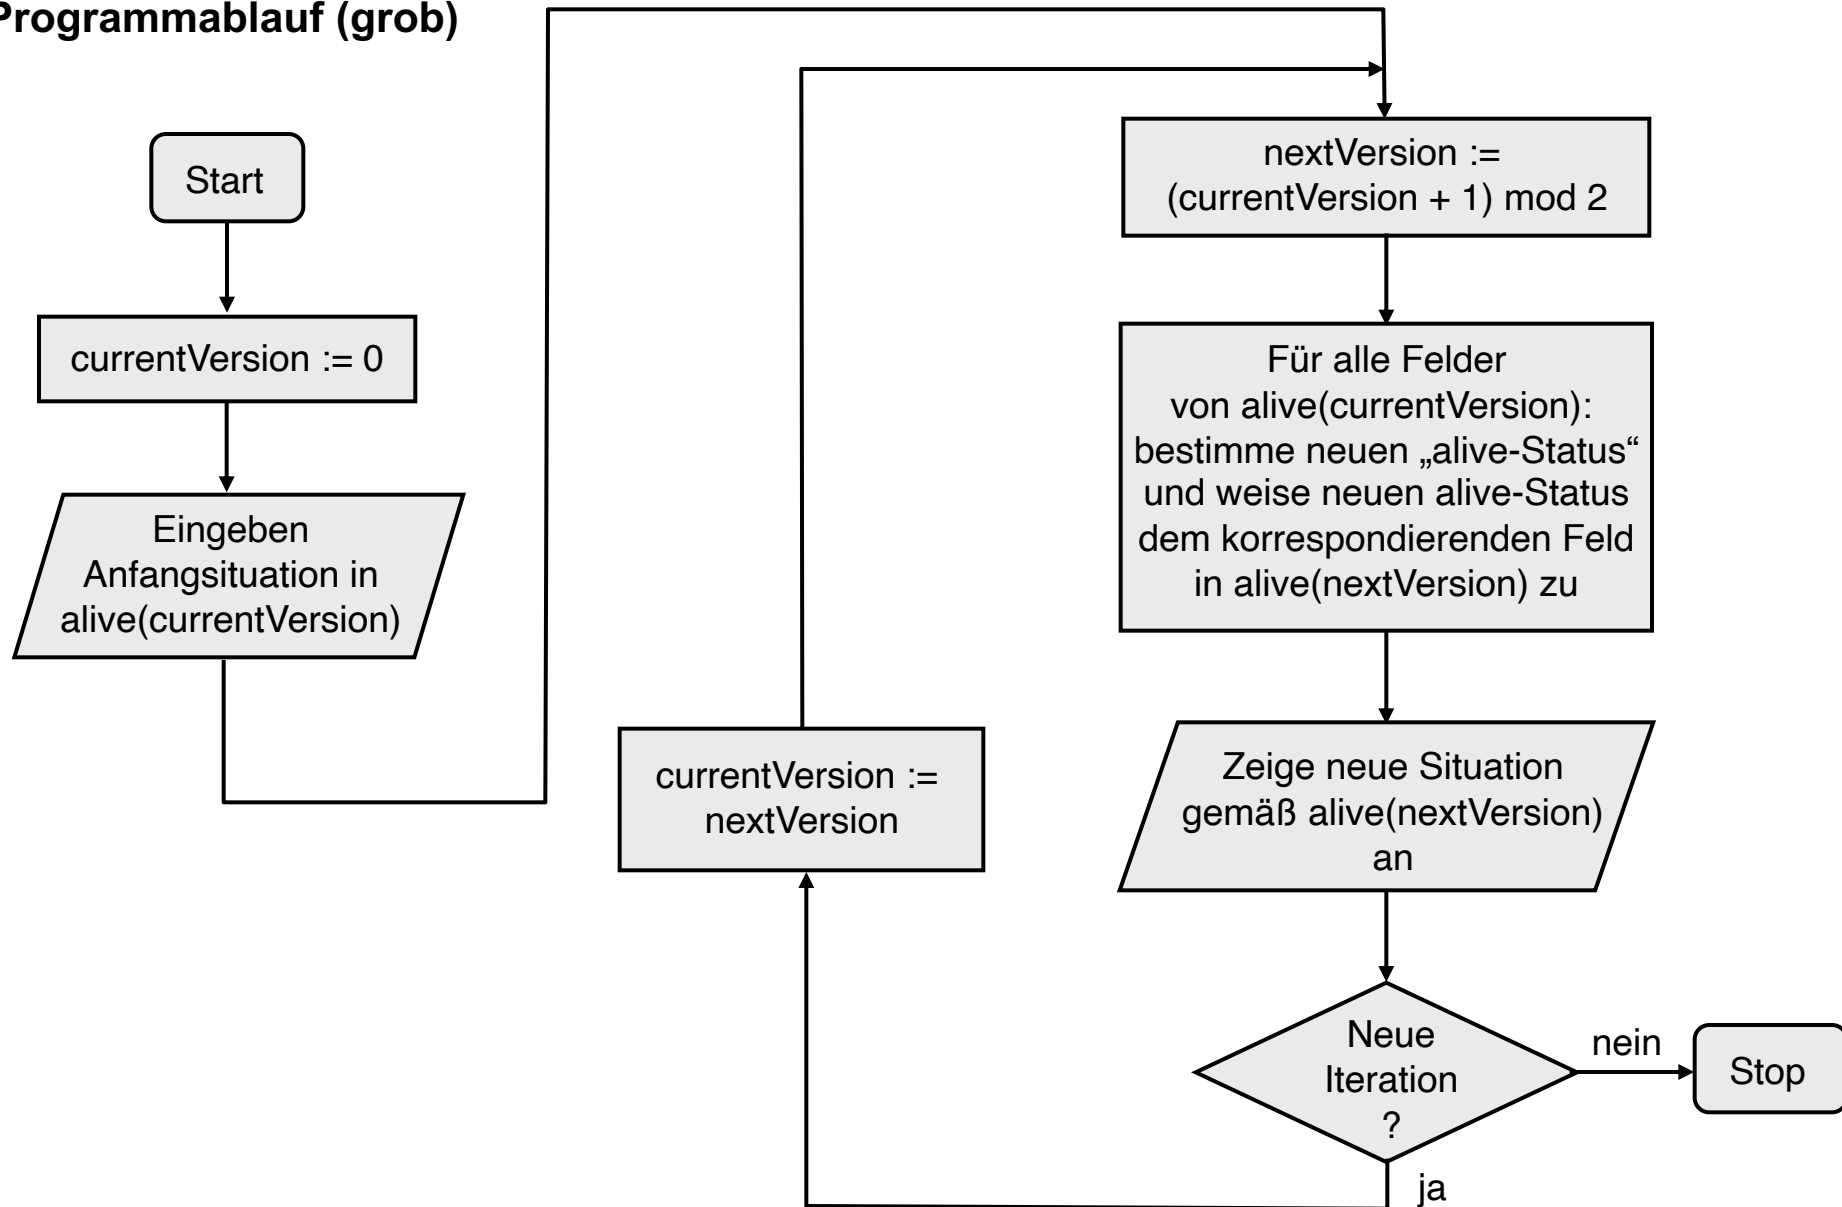 Programmablauf (grob)
Start
currentVersion := 0
Eingeben
Anfangsituation in
alive(currentVersion)
nextVersion :=
(currentVersion + 1) mod 2
Für alle Felder
von alive(currentVersion):
bestimme neuen „alive-Status“
und weise neuen alive-Status
dem korrespondierenden Feld
in alive(nextVersion) zu
Zeige neue Situation
gemäß alive(nextVersion)
an
Neue
Iteration
?
nein
Stop
ja
currentVersion :=
nextVersion